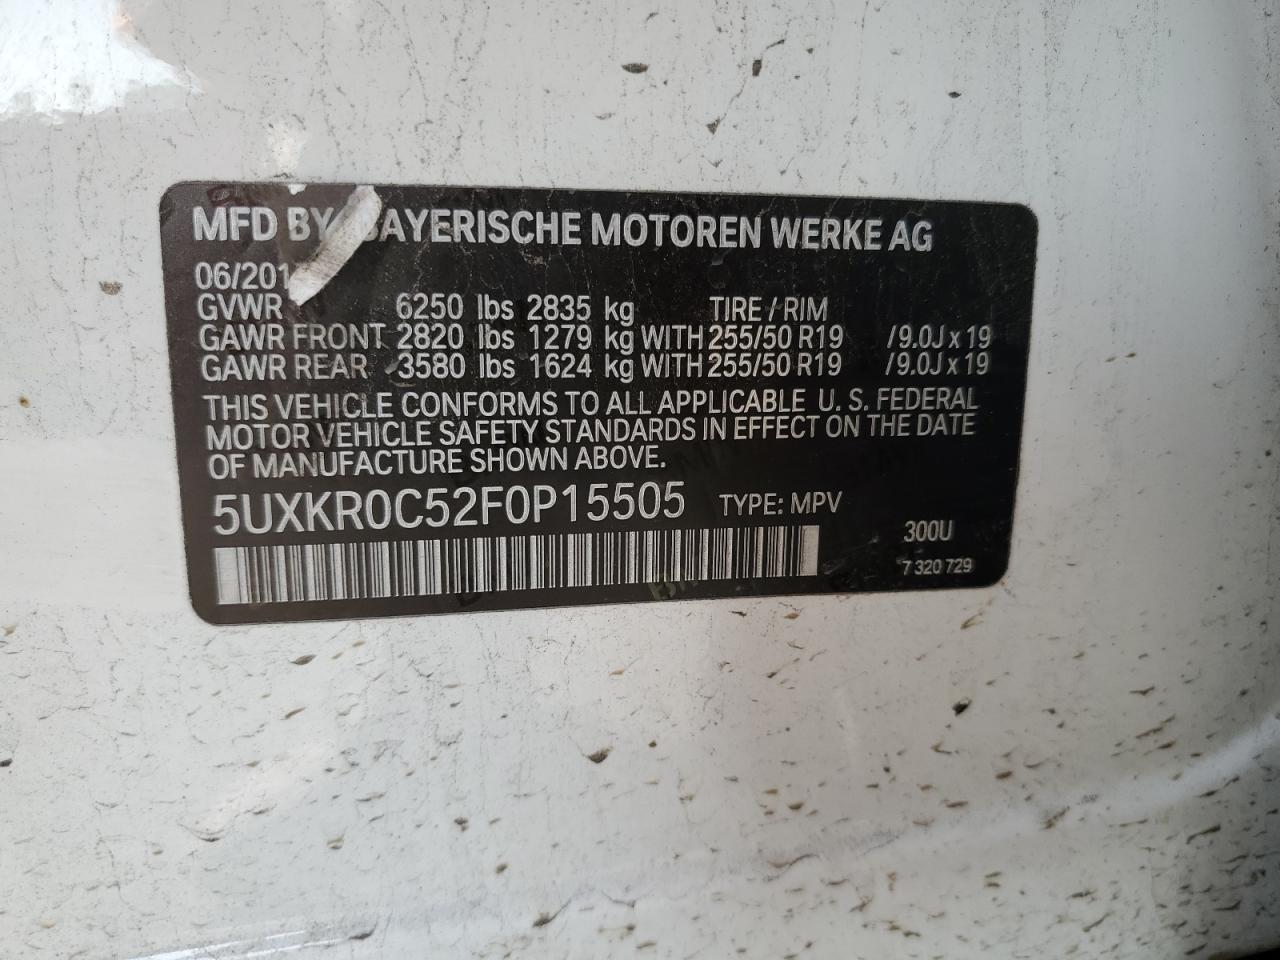 MFD BY BAYERISCHE MOTOREN WERKE AG
06/201
GVWR 6250 lbs 2835 kg TIRE / RIM
GAWR FRONT 2820 lbs 1279 kg WITH 255/50 R19 /9.0J x 19
GAWR REAR 3580 lbs 1624 kg WITH 255/50 R19 /9.0J x 19
THIS VEHICLE CONFORMS TO ALL APPLICABLE U. S. FEDERAL
MOTOR VEHICLE SAFETY STANDARDS IN EFFECT ON THE DATE
OF MANUFACTURE SHOWN ABOVE.
5UXKR0C52F0P15505 TYPE: MPV
300U
7 320 729